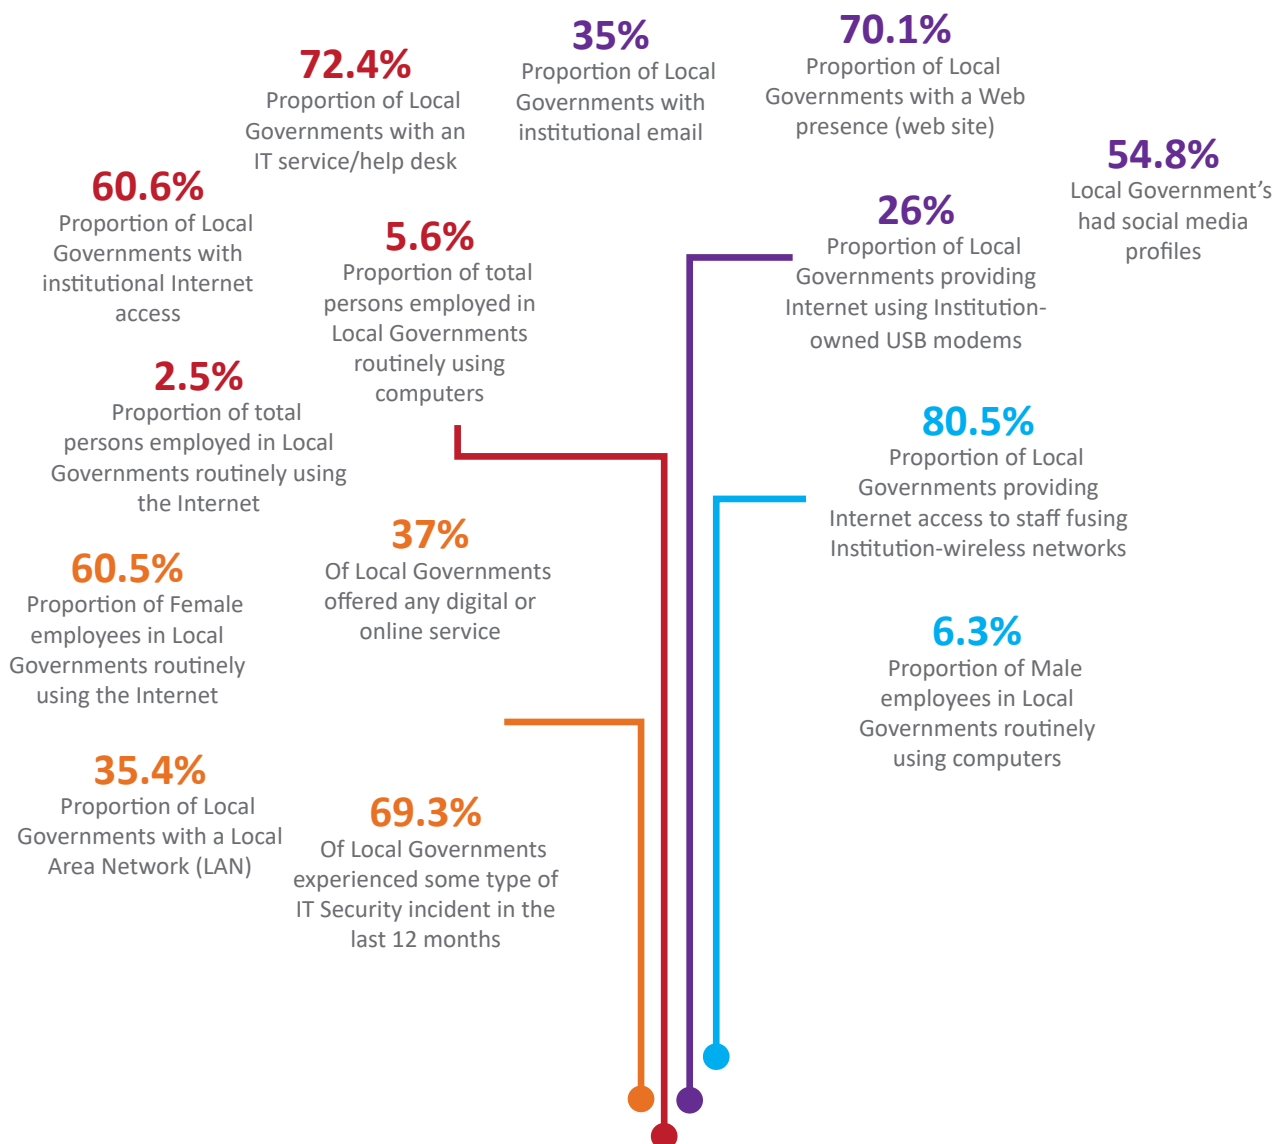 35%
Proportion of Local
Governments with
institutional email
70.1%
Proportion of Local
Governments with a Web
presence (web site)
72.4%
Proportion of Local
Governments with an
IT service/help desk
54.8%
Local Government's
had social media
profiles
60.6%
Proportion of Local
Governments with
institutional Internet
access
5.6%
Proportion of total
persons employed in
Local Governments
routinely using
computers
26%
Proportion of Local
Governments providing
Internet using Institution-
owned USB modems
2.5%
Proportion of total
persons employed in Local
Governments routinely using
the Internet
80.5%
Proportion of Local
Governments providing
Internet access to staff fusing
Institution-wireless networks
37%
Of Local Governments
offered any digital or
online service
60.5%
Proportion of Female
employees in Local
Governments routinely
using the Internet
6.3%
Proportion of Male
employees in Local
Governments routinely
using computers
35.4%
Proportion of Local
Governments with a Local
Area Network (LAN)
69.3%
Of Local Governments
experienced some type of
IT Security incident in the
last 12 months